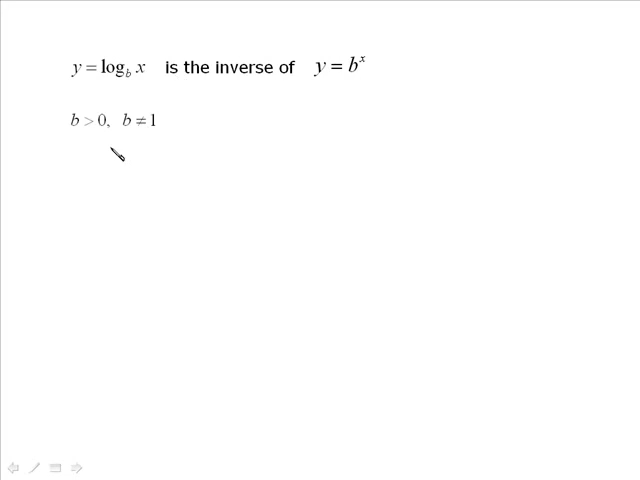 y = log_b x is the inverse of y = b^x
b > 0, b ≠ 1